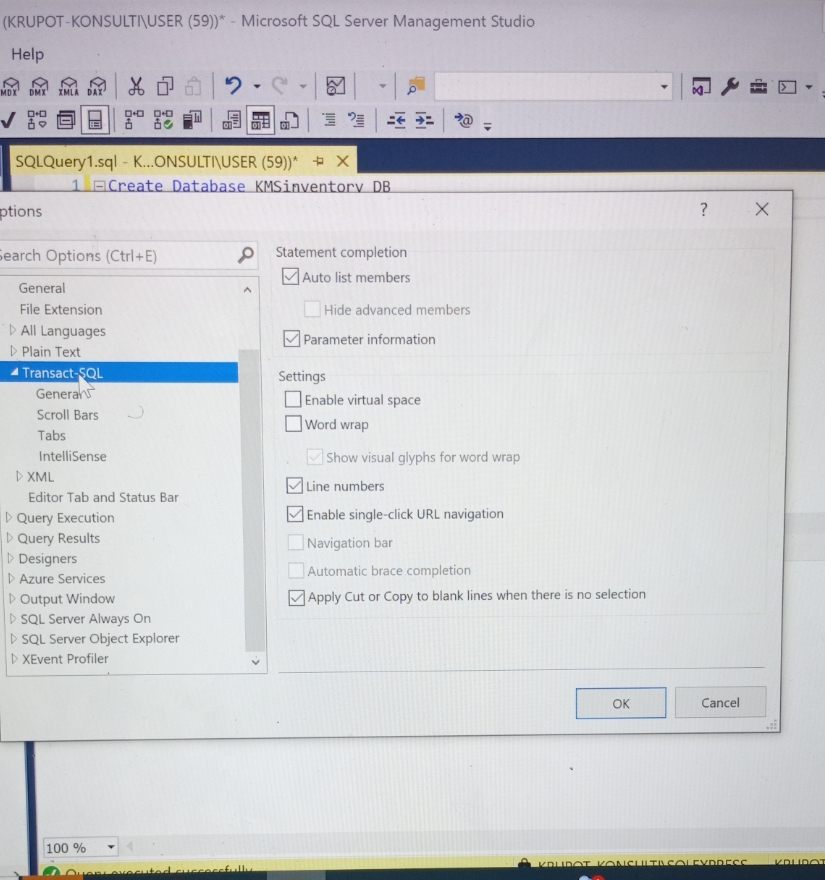 (KRUPOT-KONSULTI\USER (59))* - Microsoft SQL Server Management Studio
Help
MDX DMX XMLA DAX
SQLQuery1.sql - K...ONSULTI\USER (59))*
1 Create Database KMSinventory_DB
ptions
? 
Search Options (Ctrl+E)
General
File Extension
All Languages
Plain Text
Transact-SQL
General
Scroll Bars
Tabs
IntelliSense
XML
Editor Tab and Status Bar
Query Execution
Query Results
Designers
Azure Services
Output Window
SQL Server Always On
SQL Server Object Explorer
XEvent Profiler
Statement completion
Auto list members
Hide advanced members
Parameter information
Settings
Enable virtual space
Word wrap
Show visual glyphs for word wrap
Line numbers
Enable single-click URL navigation
Navigation bar
Automatic brace completion
Apply Cut or Copy to blank lines when there is no selection
OK
Cancel
100 %
Query executed successfully
KRUPOT-KONSULTI\SQLEXPRESS KRUPOT